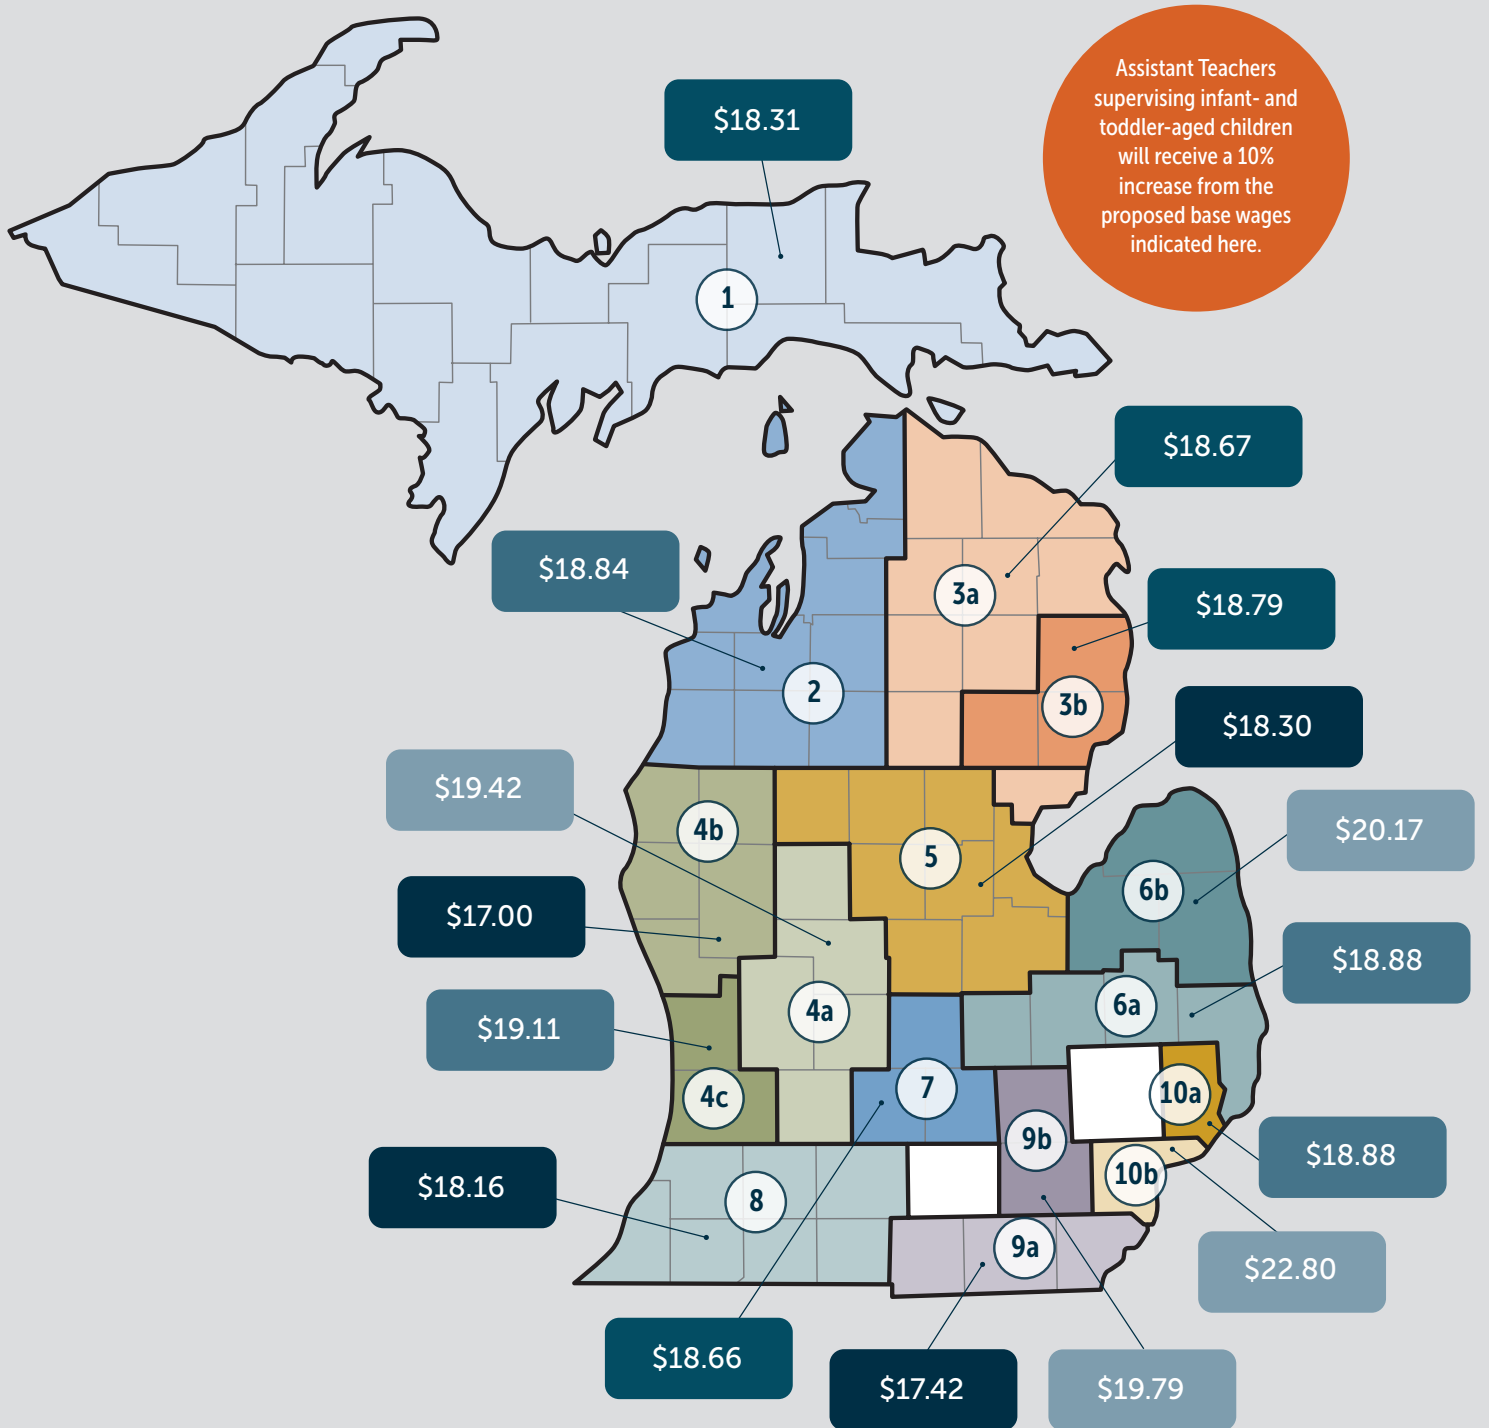 Assistant Teachers
supervising infant- and
toddler-aged children
will receive a 10%
increase from the
proposed base wages
indicated here.
$18.31
1
$18.67
$18.84
3a
$18.79
2
3b
$18.30
$19.42
4b
5
$20.17
6b
$17.00
$18.88
4a
6a
$19.11
7
10a
4c
9b
$18.88
10b
$18.16
8
9a
$22.80
$18.66
$17.42
$19.79